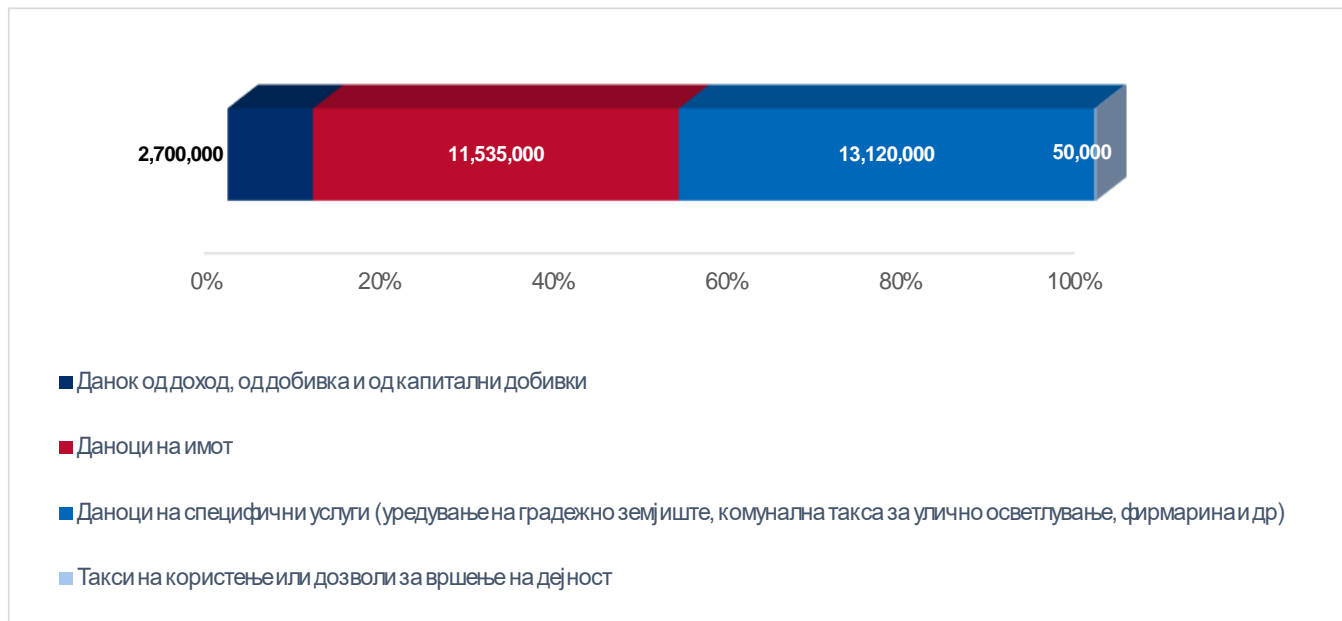 2,700,000 11,535,000 13,120,000 50,000
0% 20% 40% 60% 80% 100%
Данок од доход, од добивка и од капитални добивки
Даноци на имот
Даноци на специфични услуги (уредување на градежно земјиште, комунална такса за улично осветлување, фирмарина и др)
Такси на користење или дозволи за вршење на дејност